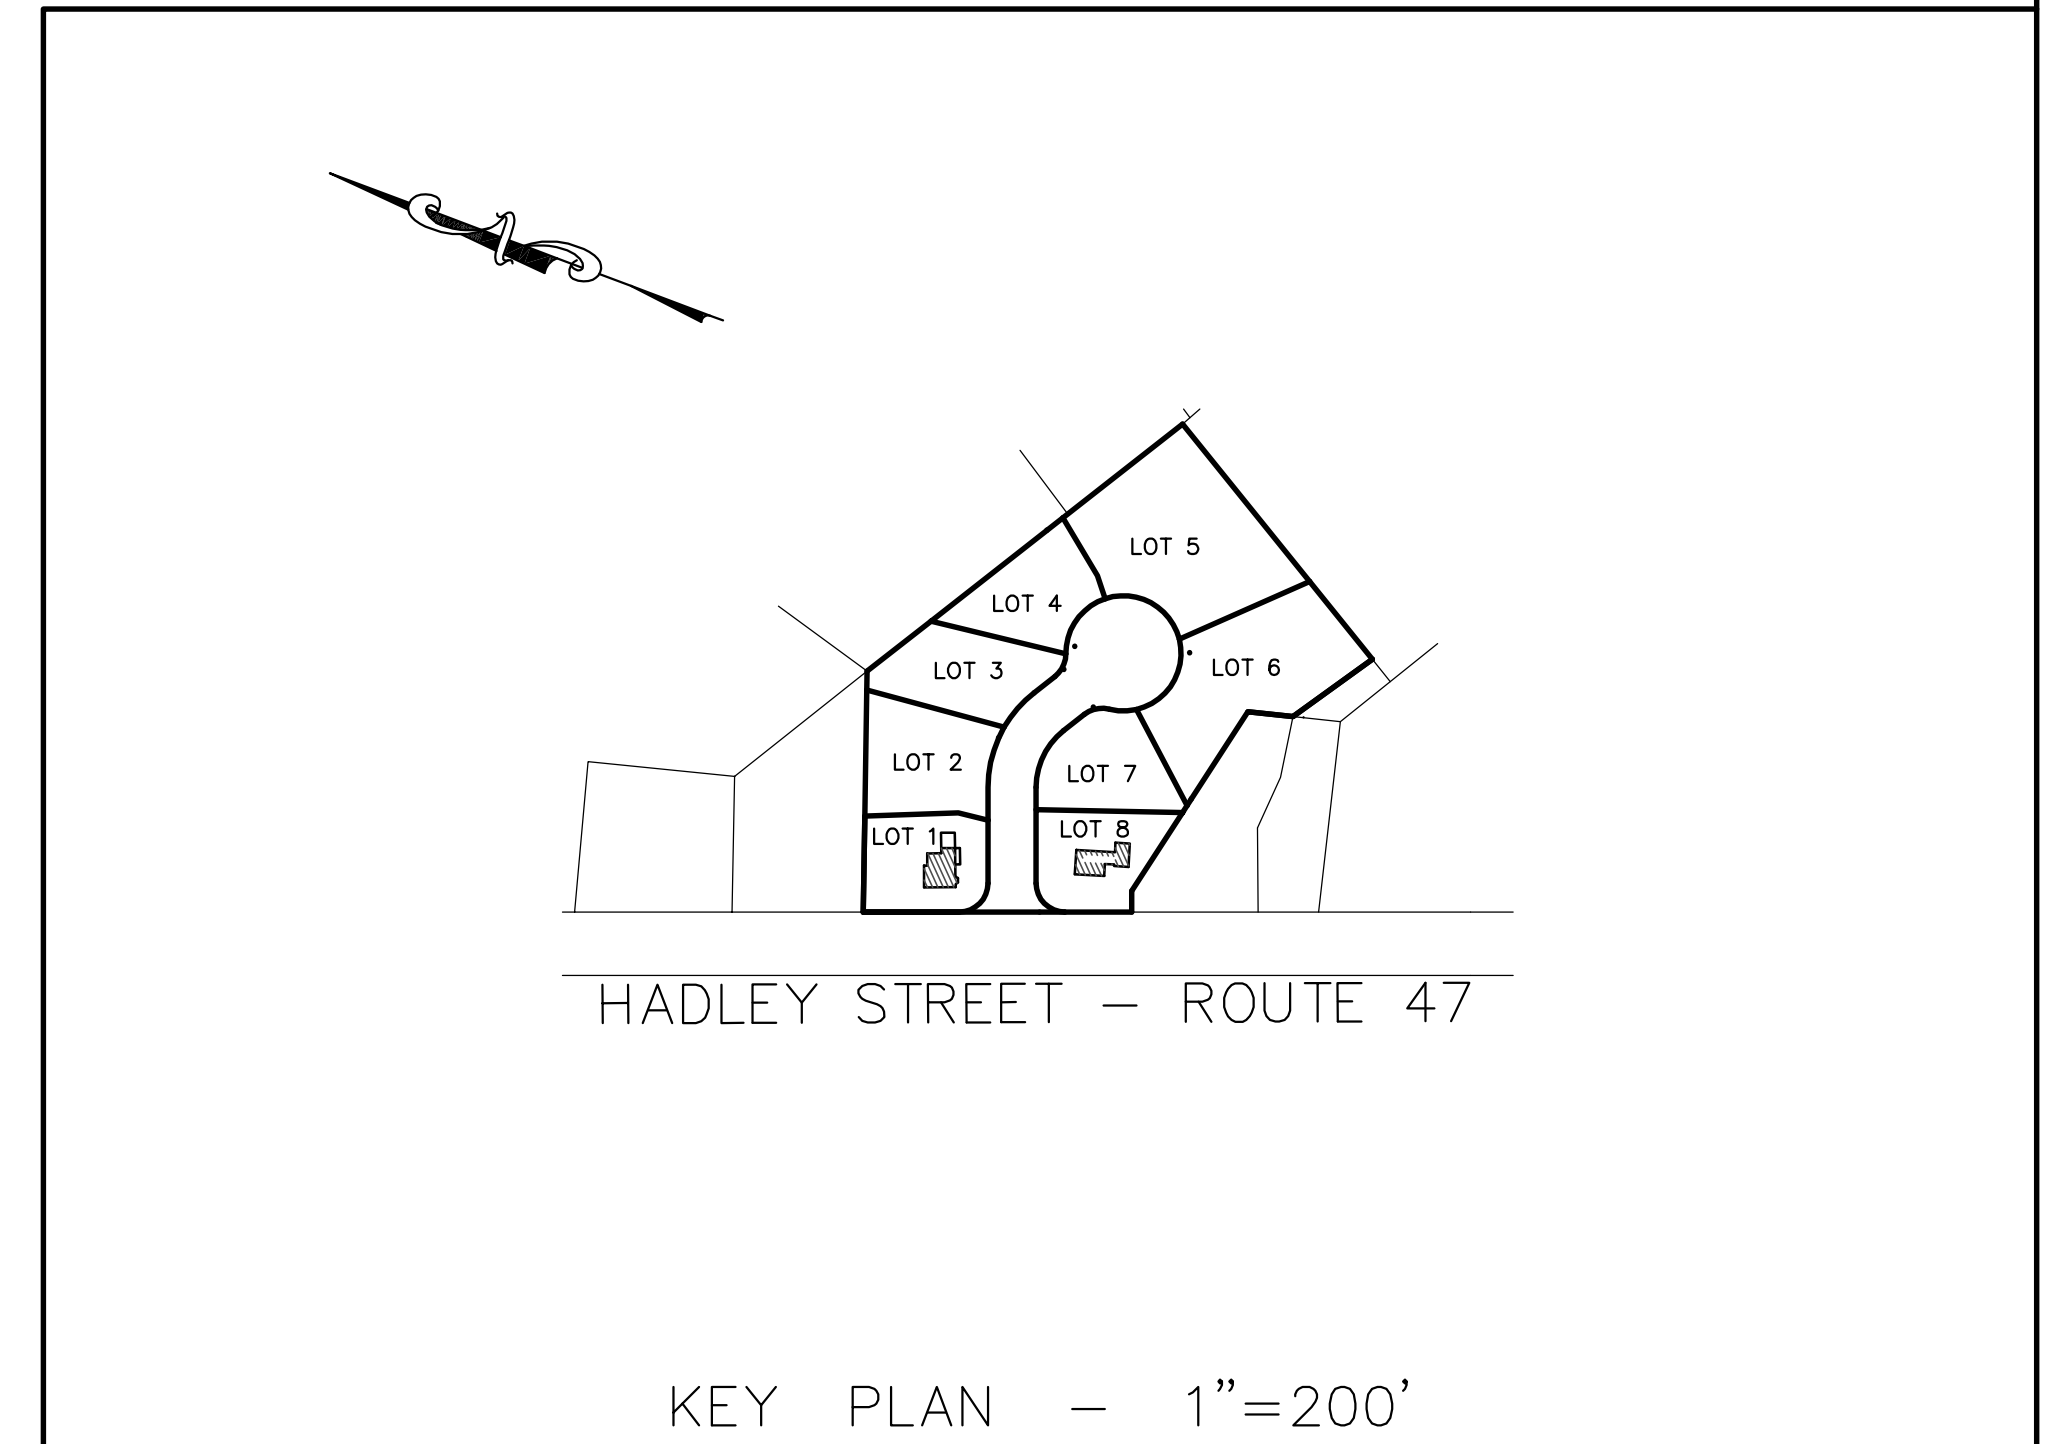 LOT 5
LOT 4
LOT 3
LOT 6
LOT 2
LOT 7
LOT 1
LOT 8
HADLEY STREET – ROUTE 47
KEY PLAN – 1”=200’